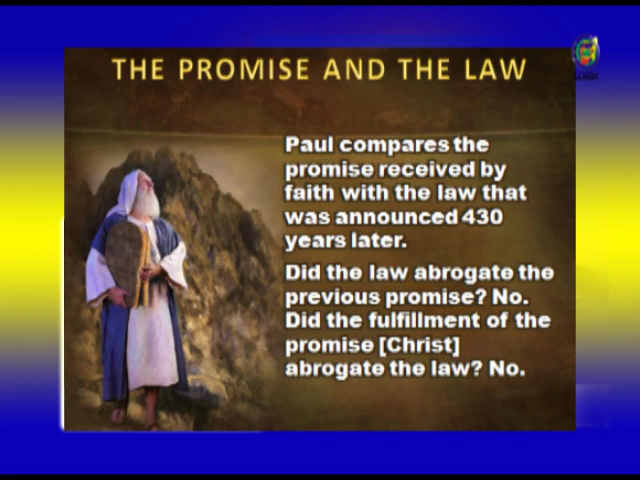 THE PROMISE AND THE LAW
Paul compares the
promise received by
faith with the law that
was announced 430
years later.
Did the law abrogate the
previous promise? No.
Did the fulfillment of the
promise [Christ]
abrogate the law? No.